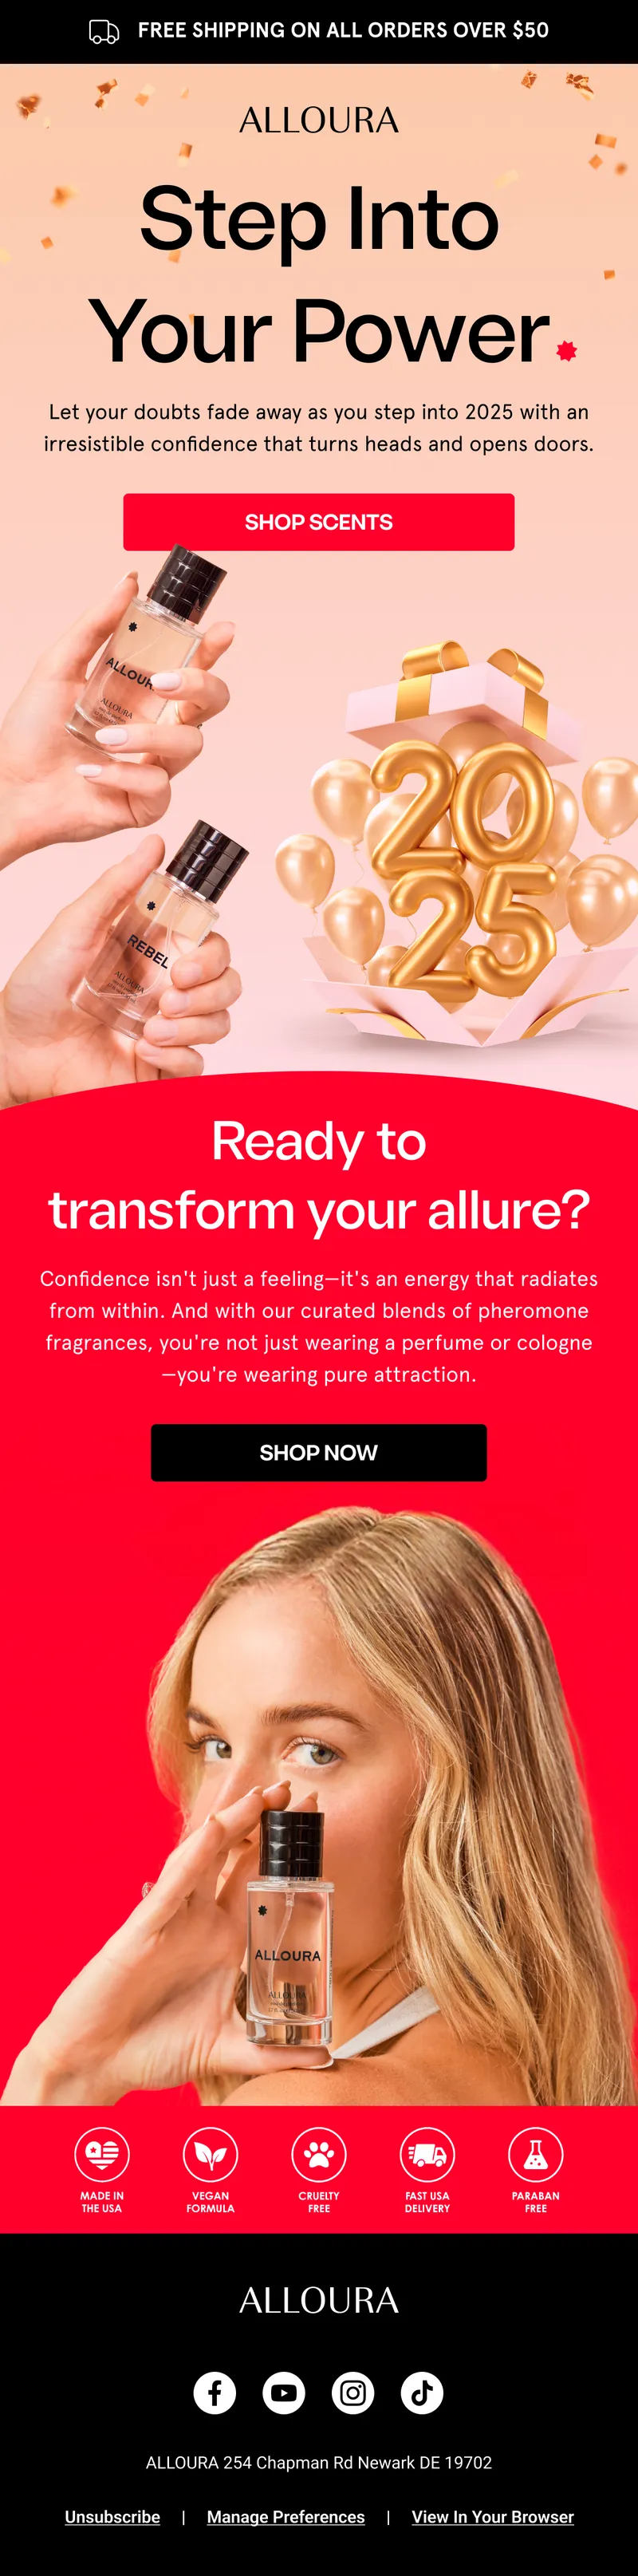 FREE SHIPPING ON ALL ORDERS OVER $50
ALLOURA
Step Into
Your Power
Let your doubts fade away as you step into 2025 with an
irresistible confidence that turns heads and opens doors.
SHOP SCENTS
ALLOUR
ALLOURA
20
25
REBEL
ALLOURA
Ready to
transform your allure?
Confidence isn't just a feeling—it's an energy that radiates
from within. And with our curated blends of pheromone
fragrances, you're not just wearing a perfume or cologne
—you're wearing pure attraction.
SHOP NOW
ALLOURA
ALLOURA
MADE IN
THE USA
VEGAN
FORMULA
CRUELTY
FREE
FAST USA
DELIVERY
PARABAN
FREE
ALLOURA
ALLOURA 254 Chapman Rd Newark DE 19702
Unsubscribe | Manage Preferences | View In Your Browser